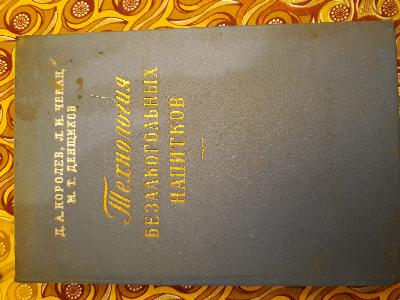 Д. А. КОРОЛЕВ, Л. И. ЧЕКАН,
М. Т. ДЕНЩИКОВ
Технология
БЕЗАЛКОГОЛЬНЫХ
НАПИТКОВ